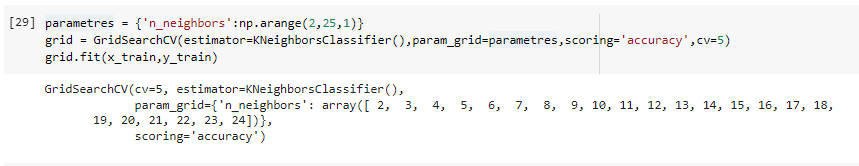 [29] parametres = {'n_neighbors':np.arange(2,25,1)}
grid = GridSearchCV(estimator=KNeighborsClassifier(),param_grid=parametres,scoring='accuracy',cv=5)
grid.fit(x_train,y_train)
GridSearchCV(cv=5, estimator=KNeighborsClassifier(),
param_grid={'n_neighbors': array([ 2,  3,  4,  5,  6,  7,  8,  9, 10, 11, 12, 13, 14, 15, 16, 17, 18,
19, 20, 21, 22, 23, 24])},
scoring='accuracy')